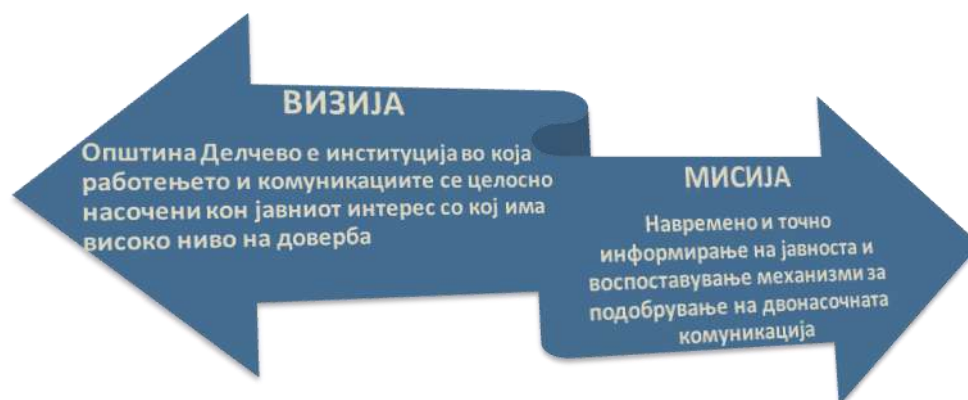 ВИЗИЈА
Општина Делчево е институција во која
работењето и комуникациите се целосно
насочени кон јавниот интерес со кој има
високо ниво на доверба
МИСИЈА
Навремено и точно
информирање на јавноста и
воспоставување механизми за
подобрување на двонасочната
комуникација